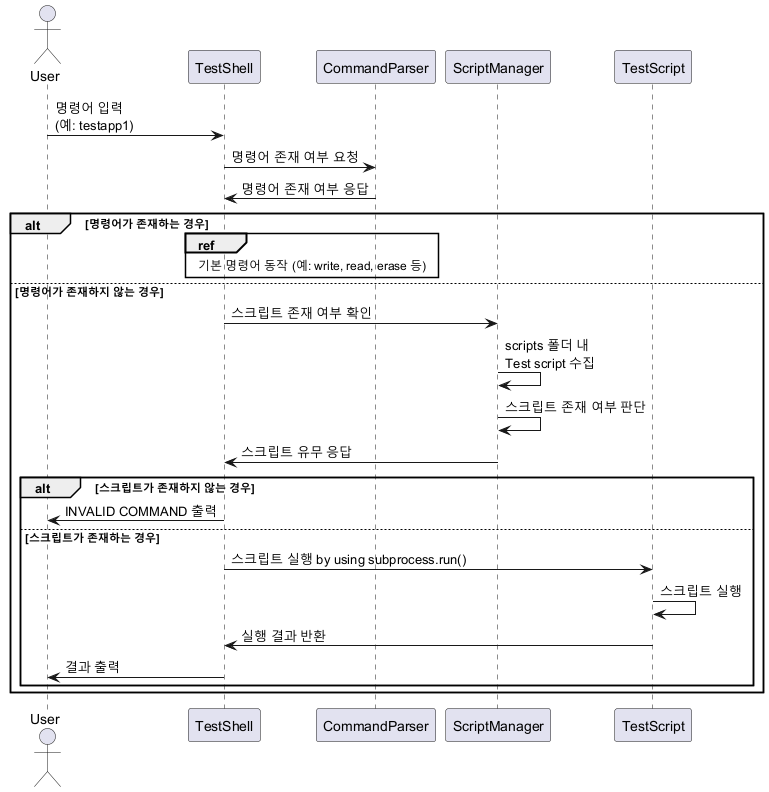 User
TestShell
CommandParser
ScriptManager
TestScript
명령어 입력
(예: testapp1)
명령어 존재 여부 요청
명령어 존재 여부 응답
alt
[명령어가 존재하는 경우]
ref
기본 명령어 동작 (예: write, read, erase 등)
[명령어가 존재하지 않는 경우]
스크립트 존재 여부 확인
scripts 폴더 내
Test script 수집
스크립트 존재 여부 판단
스크립트 유무 응답
alt
[스크립트가 존재하지 않는 경우]
INVALID COMMAND 출력
[스크립트가 존재하는 경우]
스크립트 실행 by using subprocess.run()
스크립트 실행
실행 결과 반환
결과 출력
User
TestShell
CommandParser
ScriptManager
TestScript